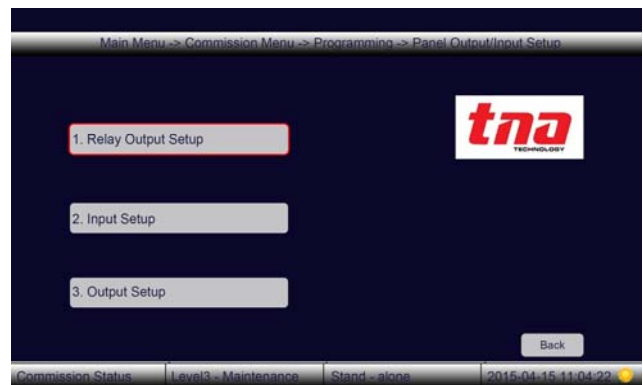 Main Menu -> Commission Menu -> Programming -> Panel Output/Input Setup
1. Relay Output Setup
tna
TECHNOLOGY
2. Input Setup
3. Output Setup
Back
Commission Status Level3 - Maintenance Stand - alone 2015-04-15 11:04:22